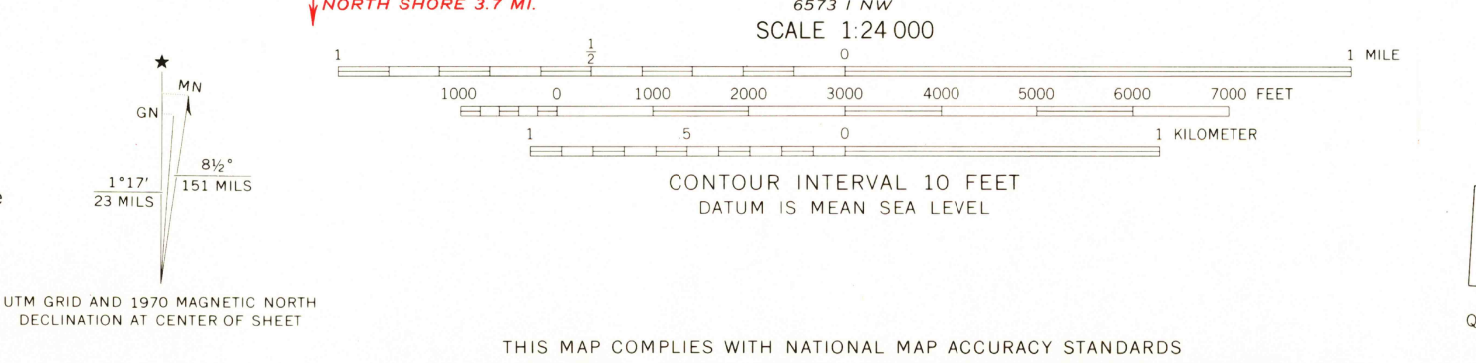 NORTH SHORE 3.7 MI.
6573 I NW
SCALE 1:24 000
1 1/2 0 1 MILE
1000 0 1000 2000 3000 4000 5000 6000 7000 FEET
1 .5 0 1 KILOMETER
CONTOUR INTERVAL 10 FEET
DATUM IS MEAN SEA LEVEL
★
MN
GN
8½°
151 MILS
1°17′
23 MILS
UTM GRID AND 1970 MAGNETIC NORTH
DECLINATION AT CENTER OF SHEET
THIS MAP COMPLIES WITH NATIONAL MAP ACCURACY STANDARDS